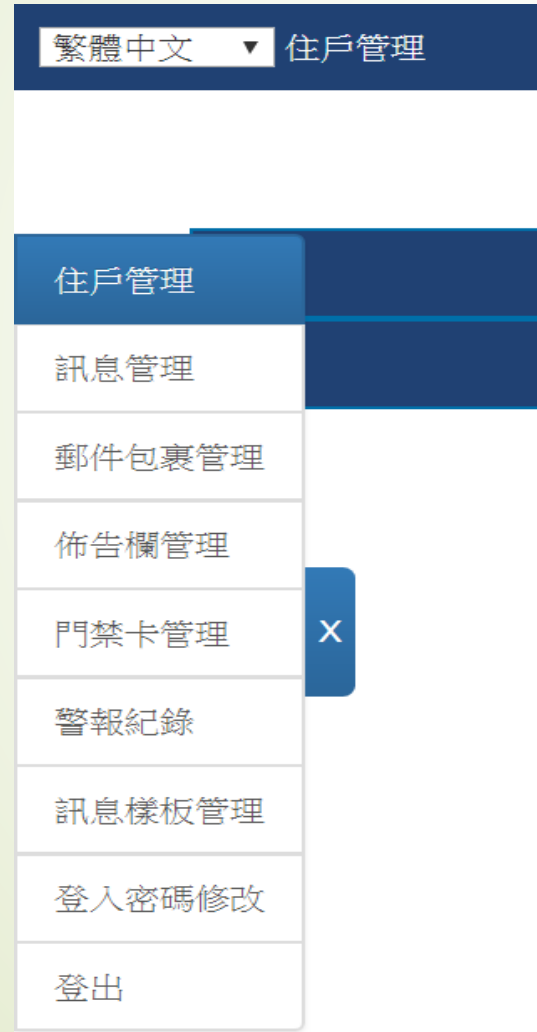 繁體中文 ▼ 住戶管理
住戶管理
訊息管理
郵件包裹管理
佈告欄管理
門禁卡管理
X
警報紀錄
訊息樣板管理
登入密碼修改
登出